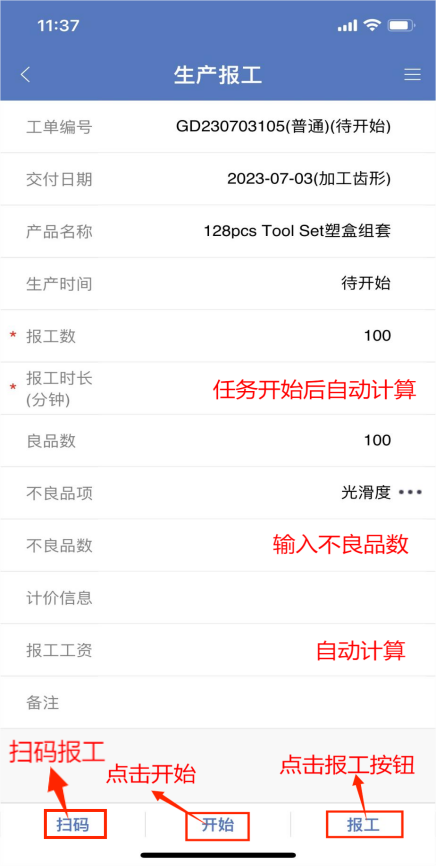 11:37
生产报工
工单编号 GD230703105(普通)(待开始)
交付日期 2023-07-03(加工齿形)
产品名称 128pcs Tool Set塑盒组套
生产时间 待开始
* 报工数 100
* 报工时长
(分钟) 任务开始后自动计算
良品数 100
不良品项 光滑度
不良品数 输入不良品数
计价信息
报工工资 自动计算
备注
扫码报工
点击开始
点击报工按钮
扫码 开始 报工